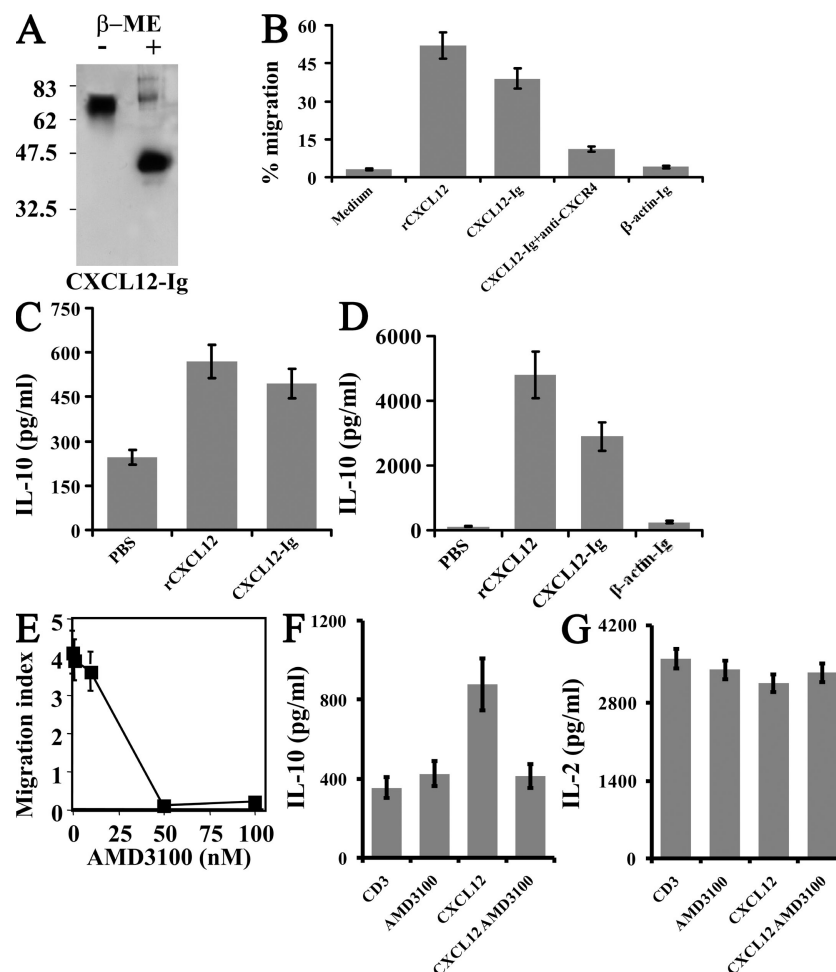 A
β-ME
- +
83
62
47.5
32.5
CXCL12-Ig
B
% migration
60
45
30
15
0
Medium
rCXCL12
CXCL12-Ig
CXCL12-Ig+anti-CXCR4
β-actin-Ig
C
IL-10 (pg/ml)
750
600
450
300
150
0
PBS
rCXCL12
CXCL12-Ig
D
IL-10 (pg/ml)
6000
4000
2000
0
PBS
rCXCL12
CXCL12-Ig
β-actin-Ig
E
Migration index
5
4
3
2
1
0
0 25 50 75 100
AMD3100 (nM)
F
IL-10 (pg/ml)
1200
800
400
0
CD3
AMD3100
CXCL12
CXCL12 AMD3100
G
IL-2 (pg/ml)
4200
2800
1400
0
CD3
AMD3100
CXCL12
CXCL12 AMD3100